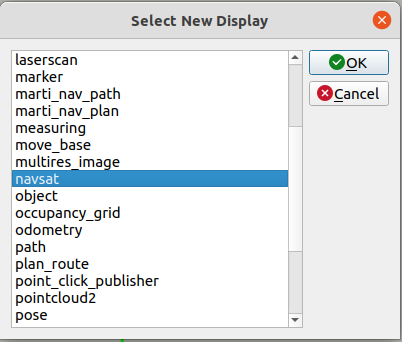 Select New Display
laserscan
marker
marti_nav_path
marti_nav_plan
measuring
move_base
multires_image
navsat
object
occupancy_grid
odometry
path
plan_route
point_click_publisher
pointcloud2
pose
OK
Cancel